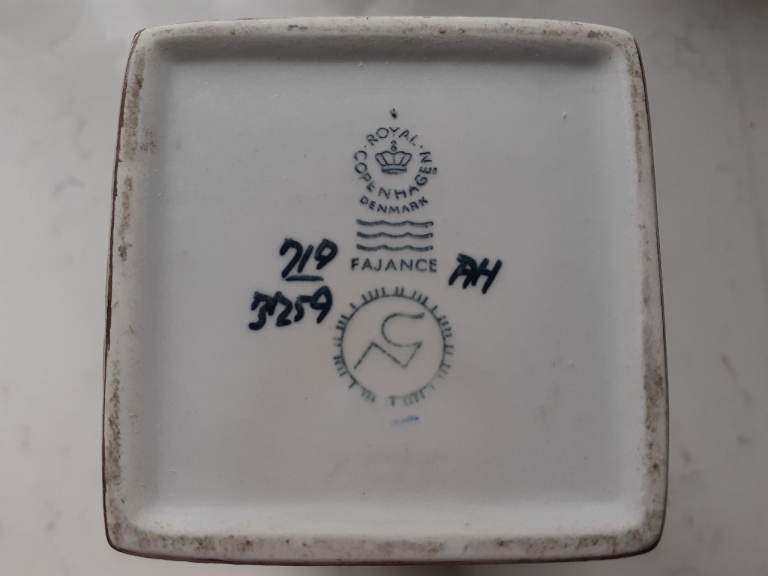 ROYAL
COPENHAGEN
DENMARK
FAJANCE
719
3259
AH